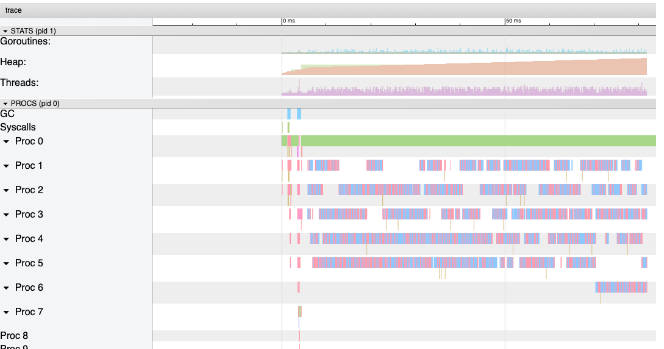 trace
0 ms
50 ms
STATS (pid 1)
Goroutines:
Heap:
Threads:
PROCS (pid 0)
GC
Syscalls
Proc 0
Proc 1
Proc 2
Proc 3
Proc 4
Proc 5
Proc 6
Proc 7
Proc 8
Proc 9